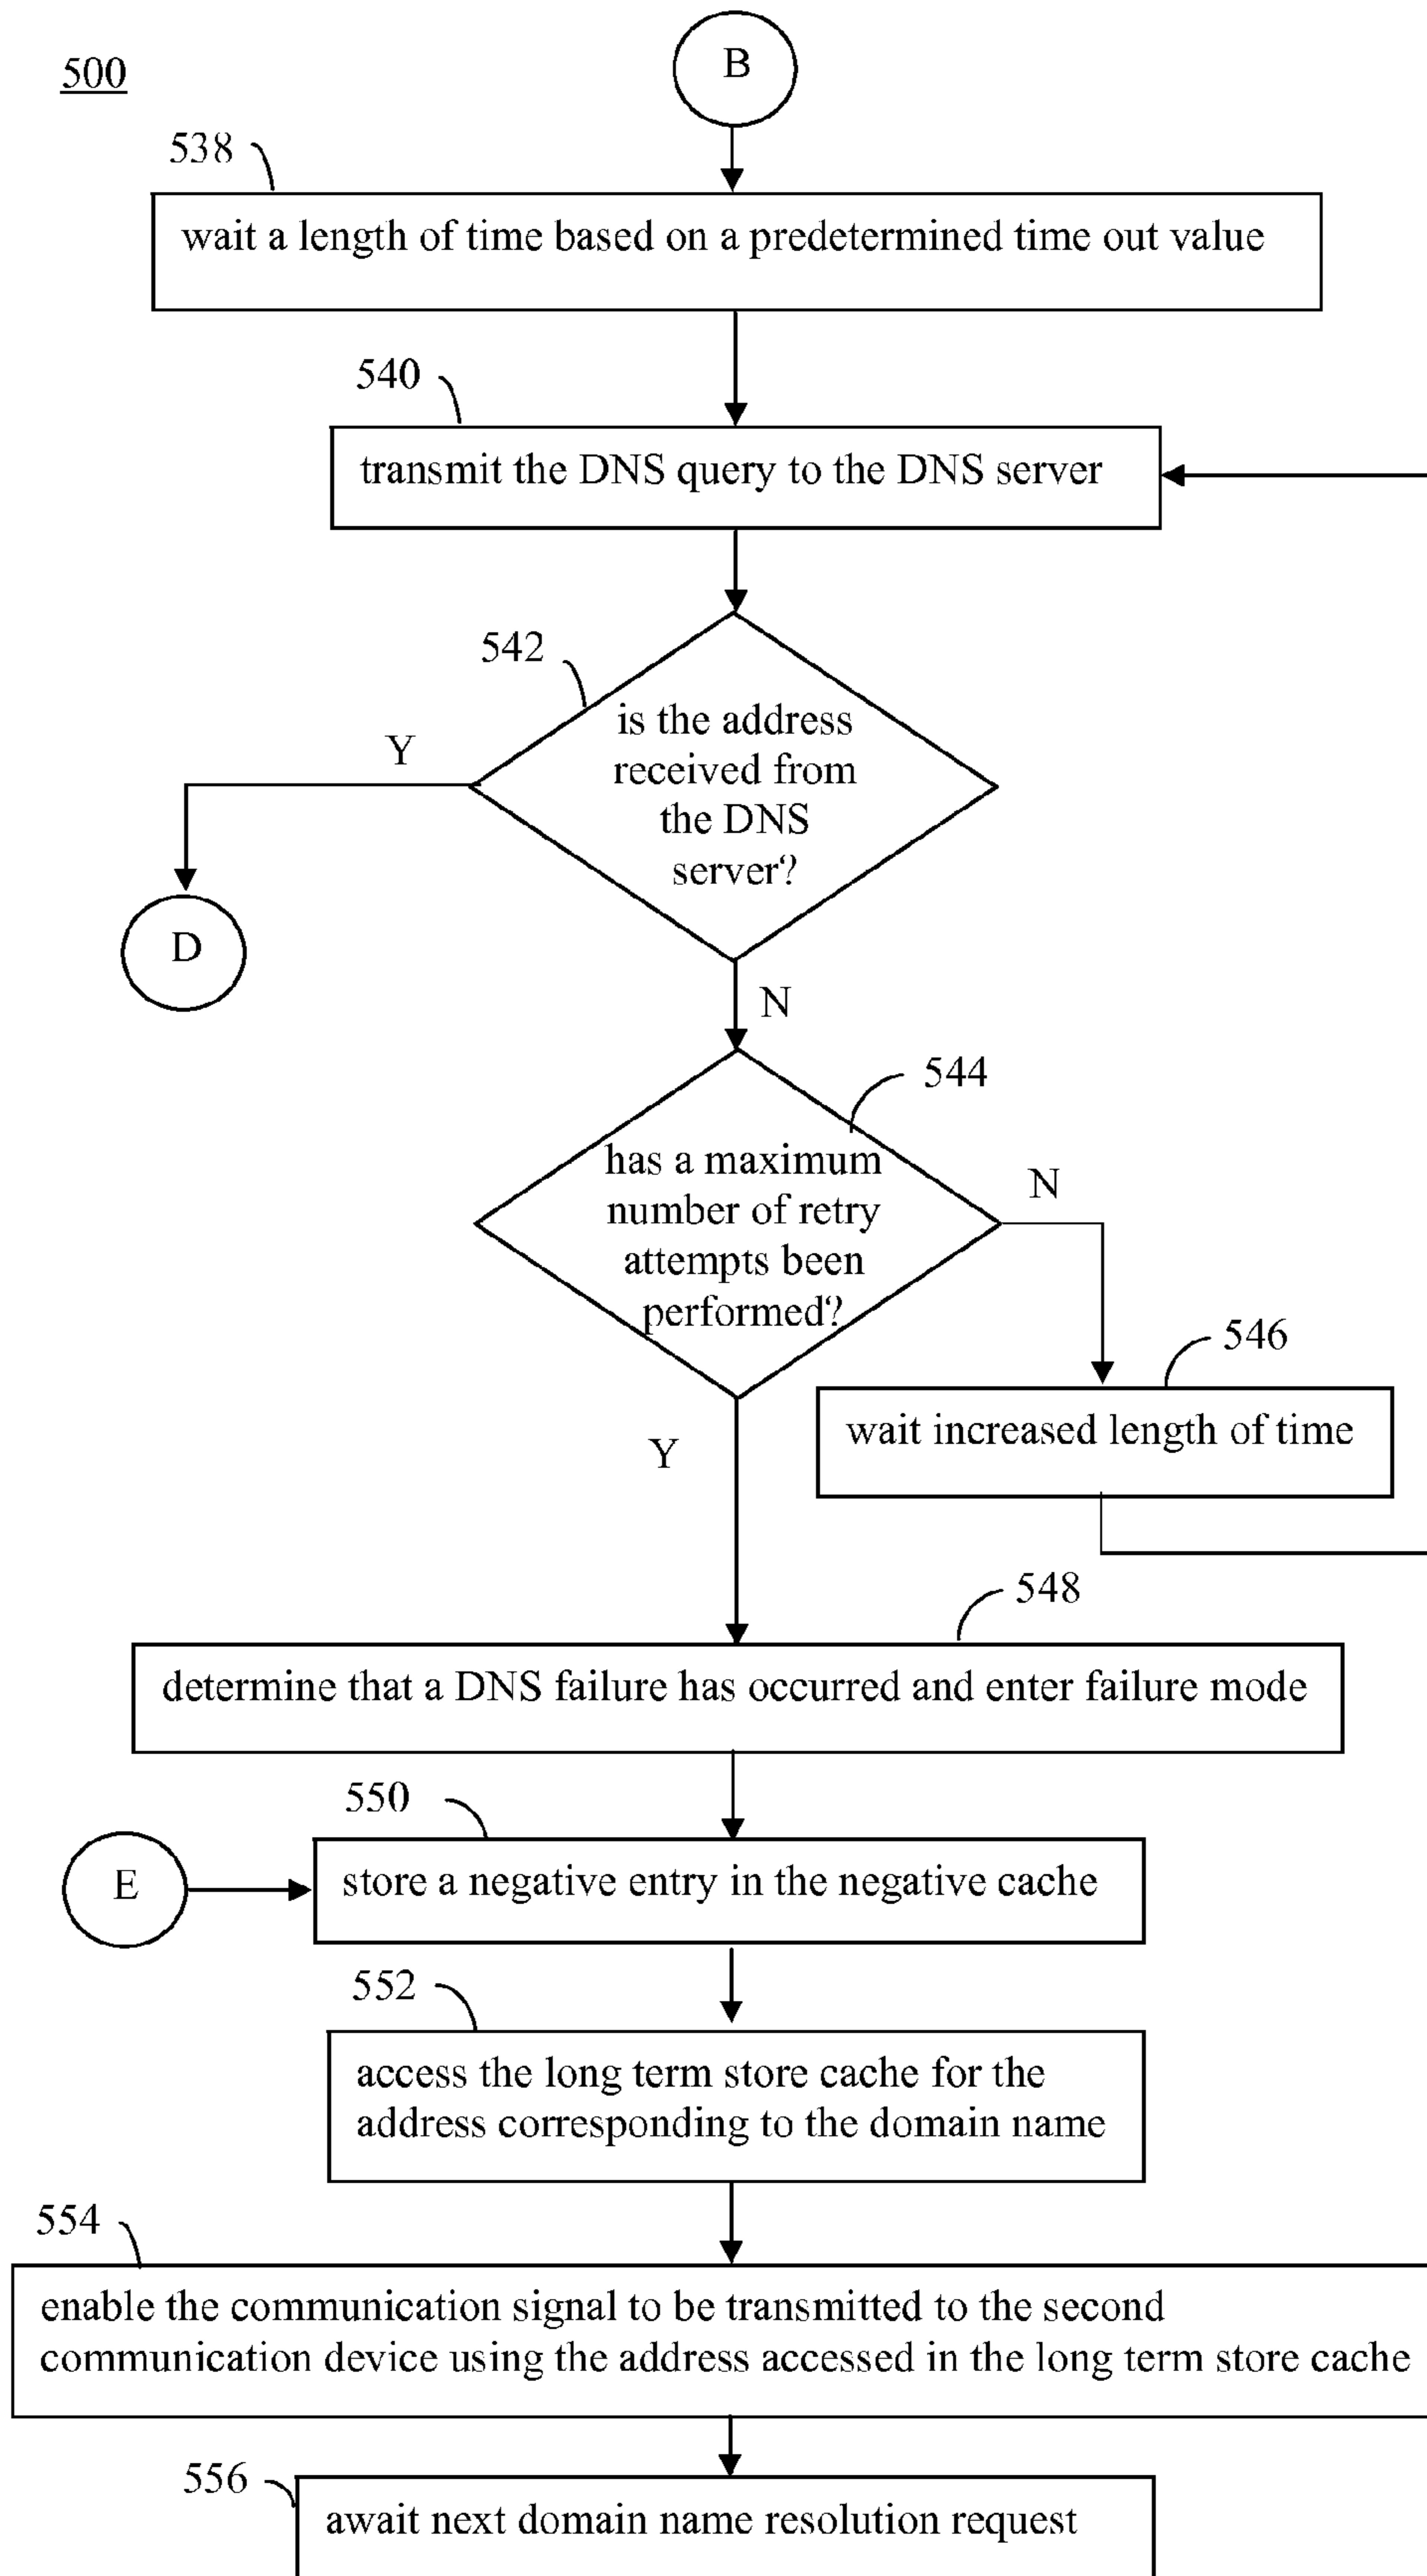 B
500
538
wait a length of time based on a predetermined time out value
540
transmit the DNS query to the DNS server
542
is the address
received from
the DNS
server?
Y
D
N
544
has a maximum
number of retry
attempts been
performed?
N
546
wait increased length of time
Y
548
determine that a DNS failure has occurred and enter failure mode
550
E
store a negative entry in the negative cache
552
access the long term store cache for the
address corresponding to the domain name
554
enable the communication signal to be transmitted to the second
communication device using the address accessed in the long term store cache
556
await next domain name resolution request